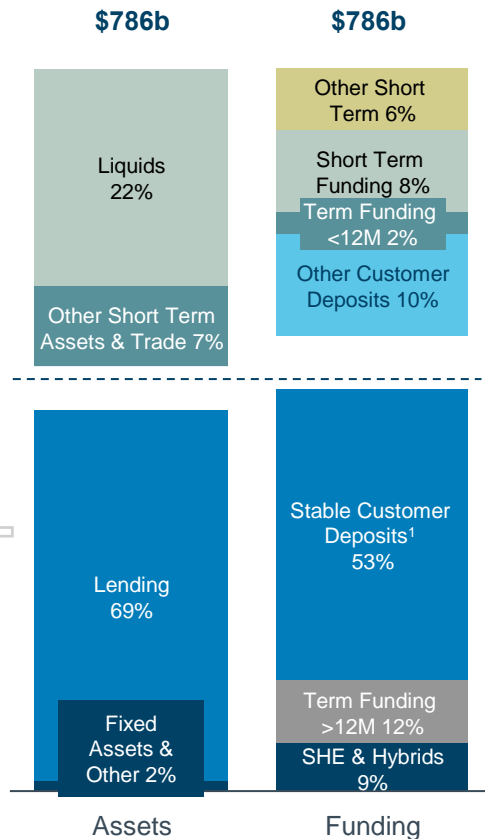 $786b
$786b
Liquids
22%
Other Short Term
Assets & Trade 7%
Lending
69%
Fixed
Assets &
Other 2%
Assets
Other Short
Term 6%
Short Term
Funding 8%
Term Funding
<12M 2%
Other Customer
Deposits 10%
Stable Customer
Deposits¹
53%
Term Funding
>12M 12%
SHE & Hybrids
9%
Funding